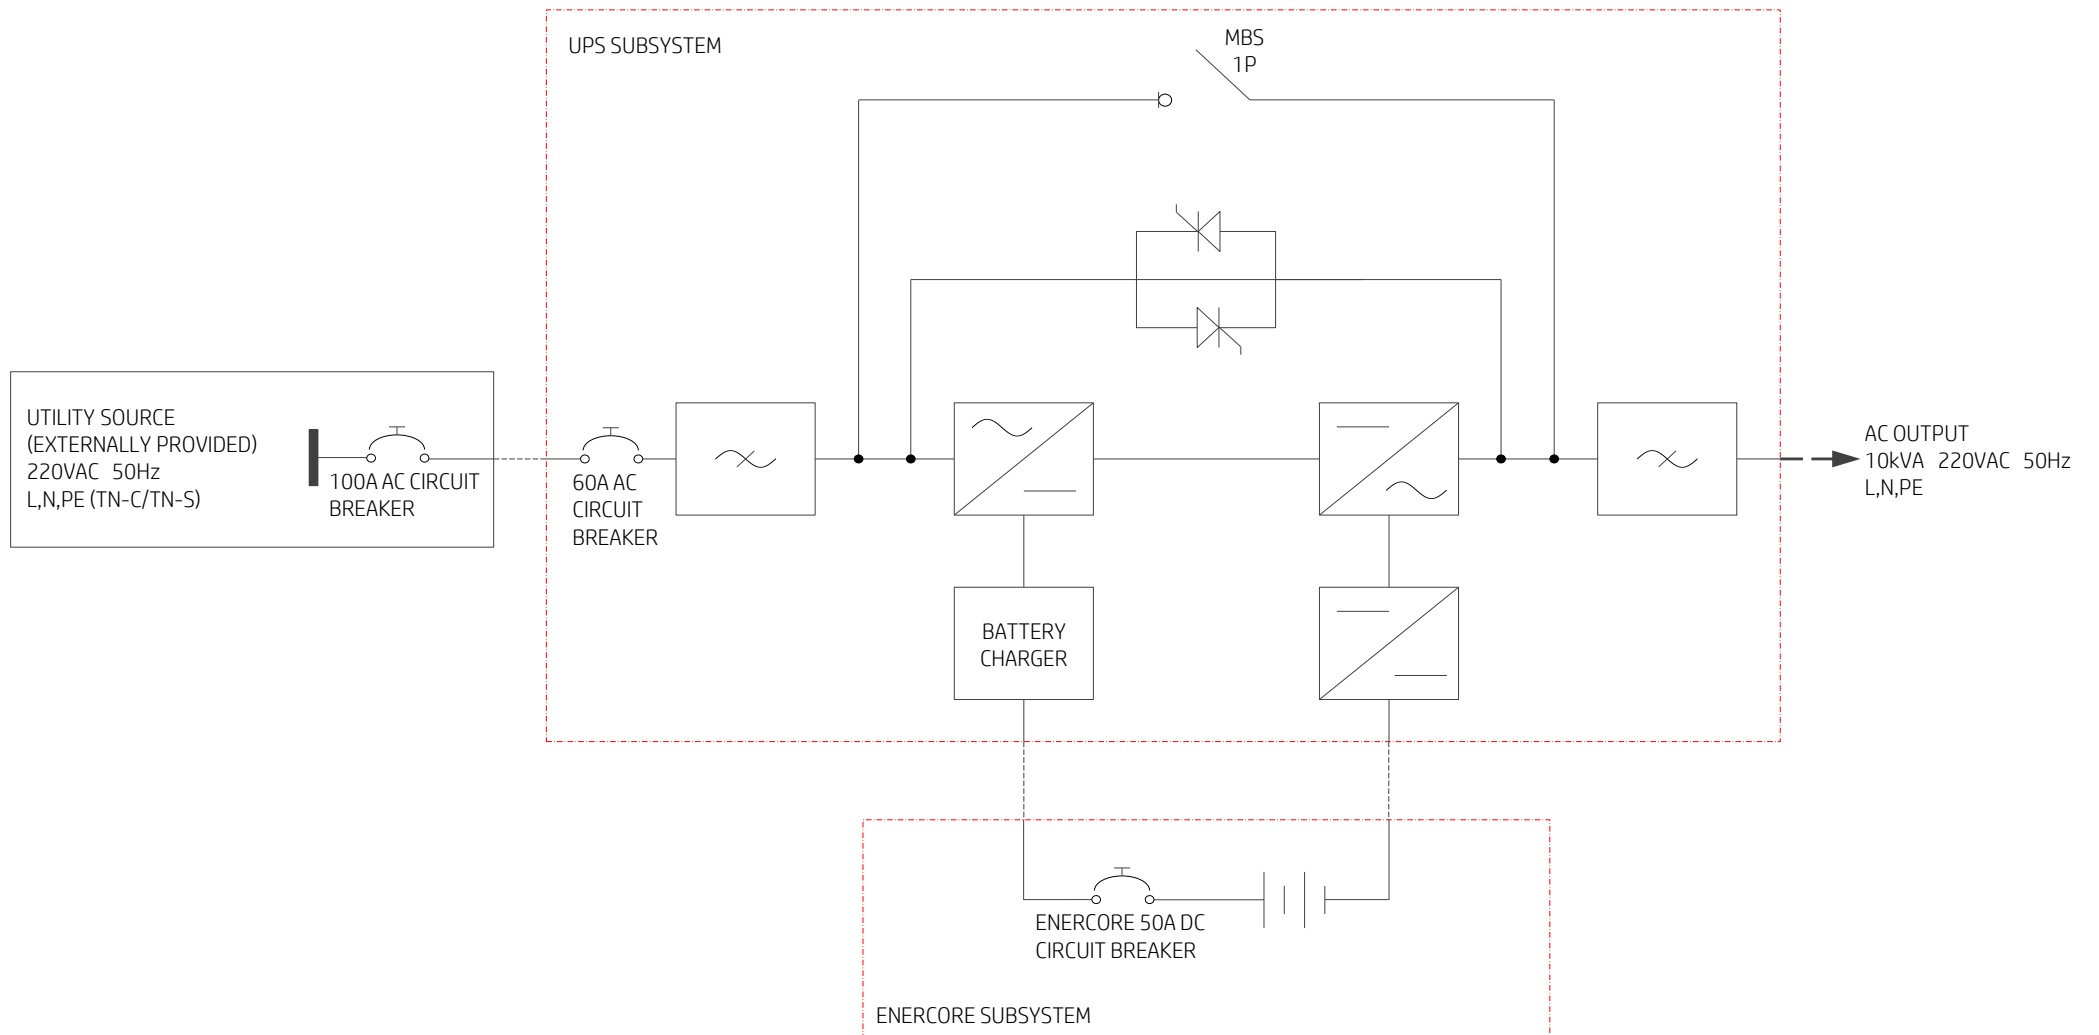 UPS SUBSYSTEM
MBS
1P
UTILITY SOURCE
(EXTERNALLY PROVIDED)
220VAC 50Hz
L,N,PE (TN-C/TN-S)
100A AC CIRCUIT
BREAKER
60A AC
CIRCUIT
BREAKER
AC OUTPUT
10kVA 220VAC 50Hz
L,N,PE
BATTERY
CHARGER
ENERCORE 50A DC
CIRCUIT BREAKER
ENERCORE SUBSYSTEM